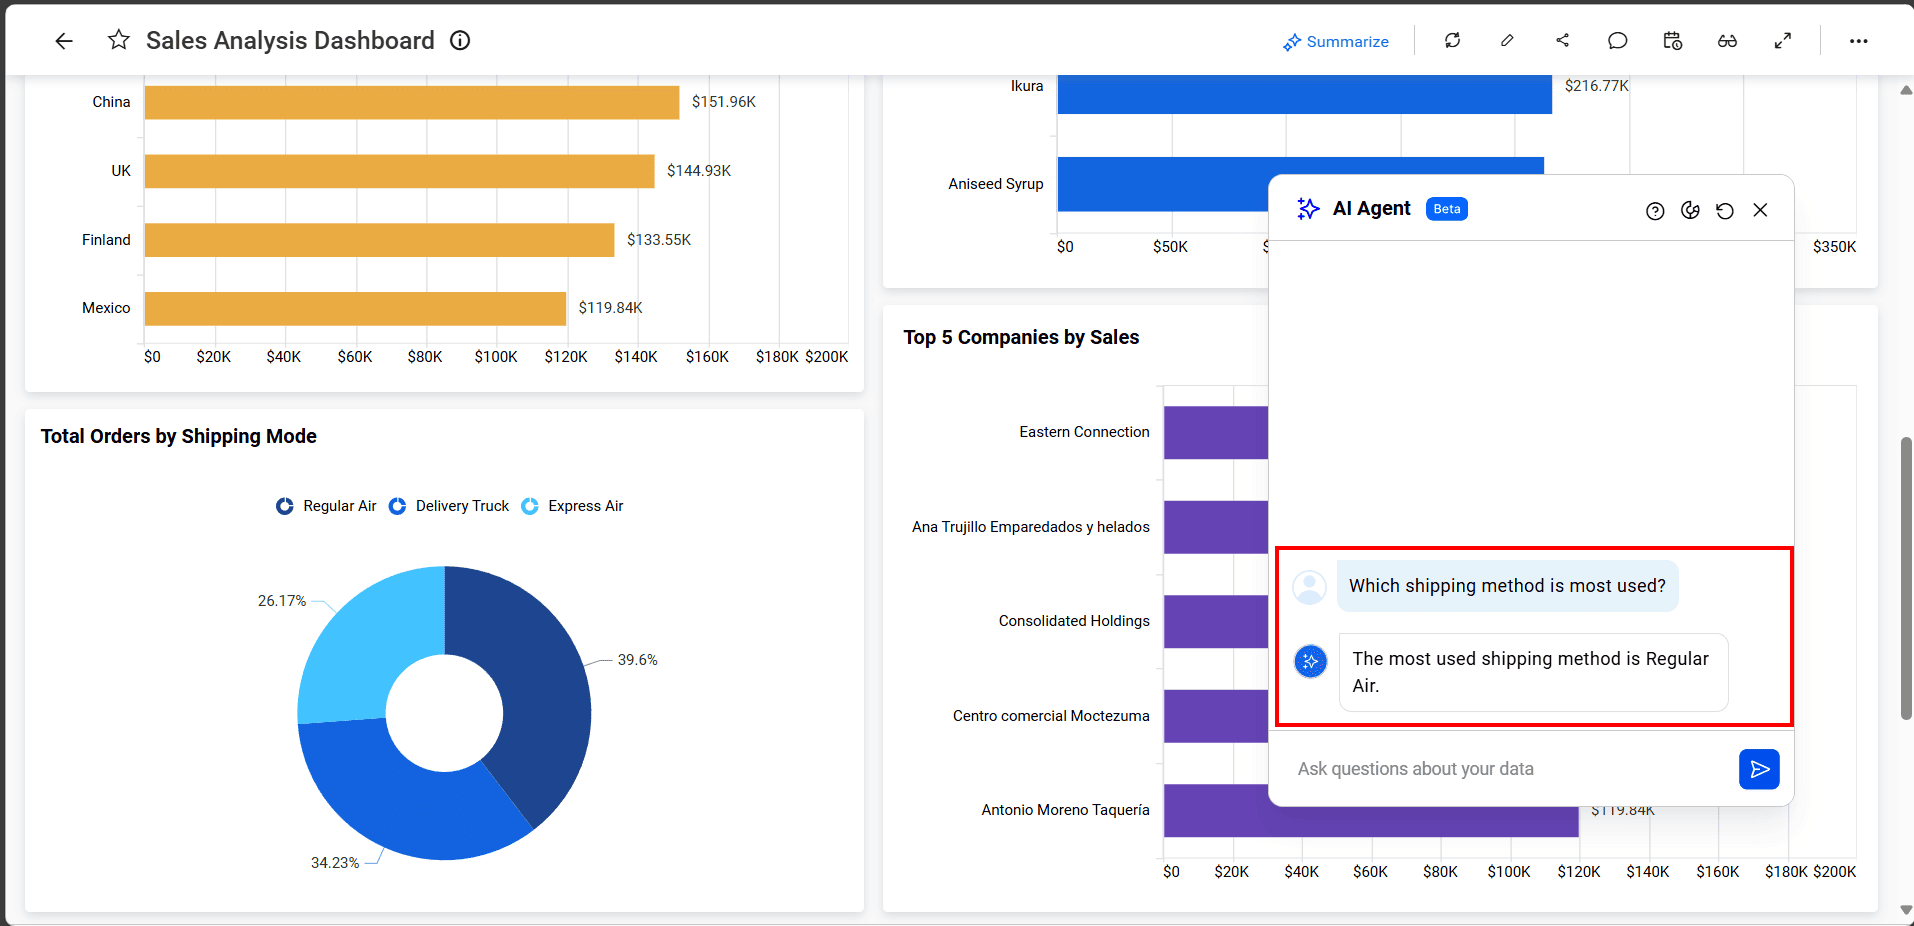 Sales Analysis Dashboard
Summarize
China
$151.96K
UK
$144.93K
Finland
$133.55K
Mexico
$119.84K
$0 $20K $40K $60K $80K $100K $120K $140K $160K $180K $200K
Ikura
$216.77K
Aniseed Syrup
$0 $50K $350K
Total Orders by Shipping Mode
Regular Air Delivery Truck Express Air
26.17%
39.6%
34.23%
Top 5 Companies by Sales
Eastern Connection
Ana Trujillo Emparedados y helados
Consolidated Holdings
Centro comercial Moctezuma
Antonio Moreno Taquería
$119.84K
$0 $20K $40K $60K $80K $100K $120K $140K $160K $180K $200K
AI Agent Beta
Which shipping method is most used?
The most used shipping method is Regular
Air.
Ask questions about your data